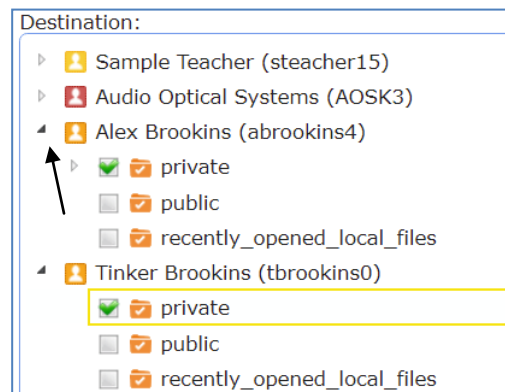 Destination:
Sample Teacher (steacher15)
Audio Optical Systems (AOSK3)
Alex Brookins (abrookins4)
private
public
recently_opened_local_files
Tinker Brookins (tbrookins0)
private
public
recently_opened_local_files